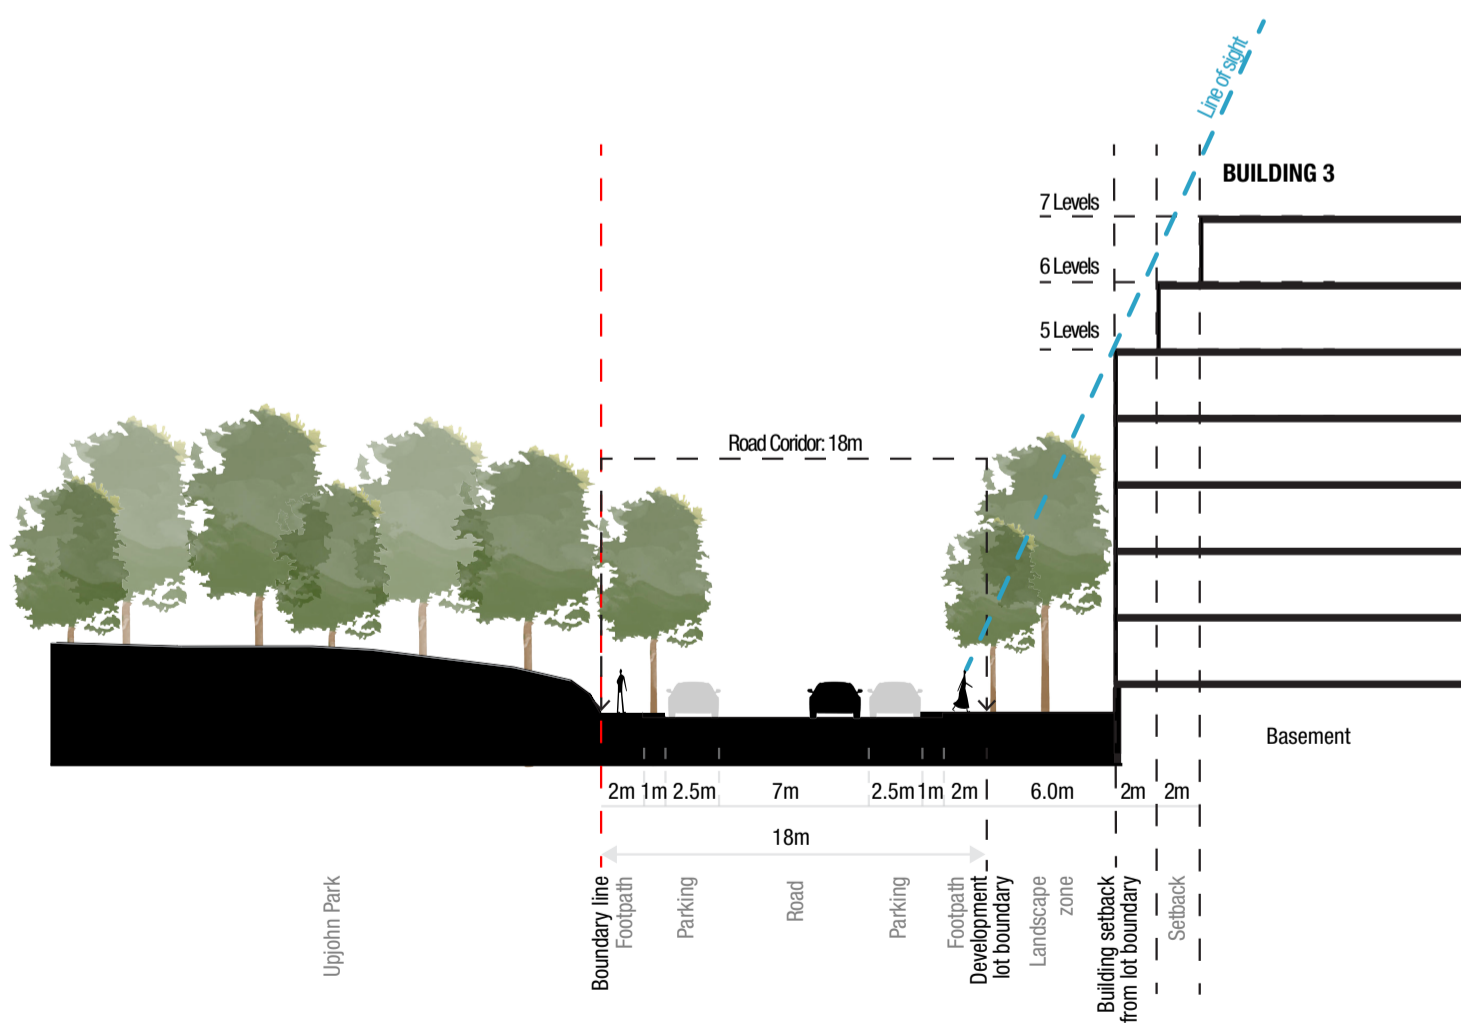 Line of sight
BUILDING 3
7 Levels
6 Levels
5 Levels
Road Coridor: 18m
Basement
2m 1m 2.5m 7m 2.5m 1m 2m 6.0m 2m 2m
18m
Upjohn Park
Boundary line
Footpath
Parking
Road
Parking
Footpath
Development
lot boundary
Landscape
zone
Building setback
from lot boundary
Setback